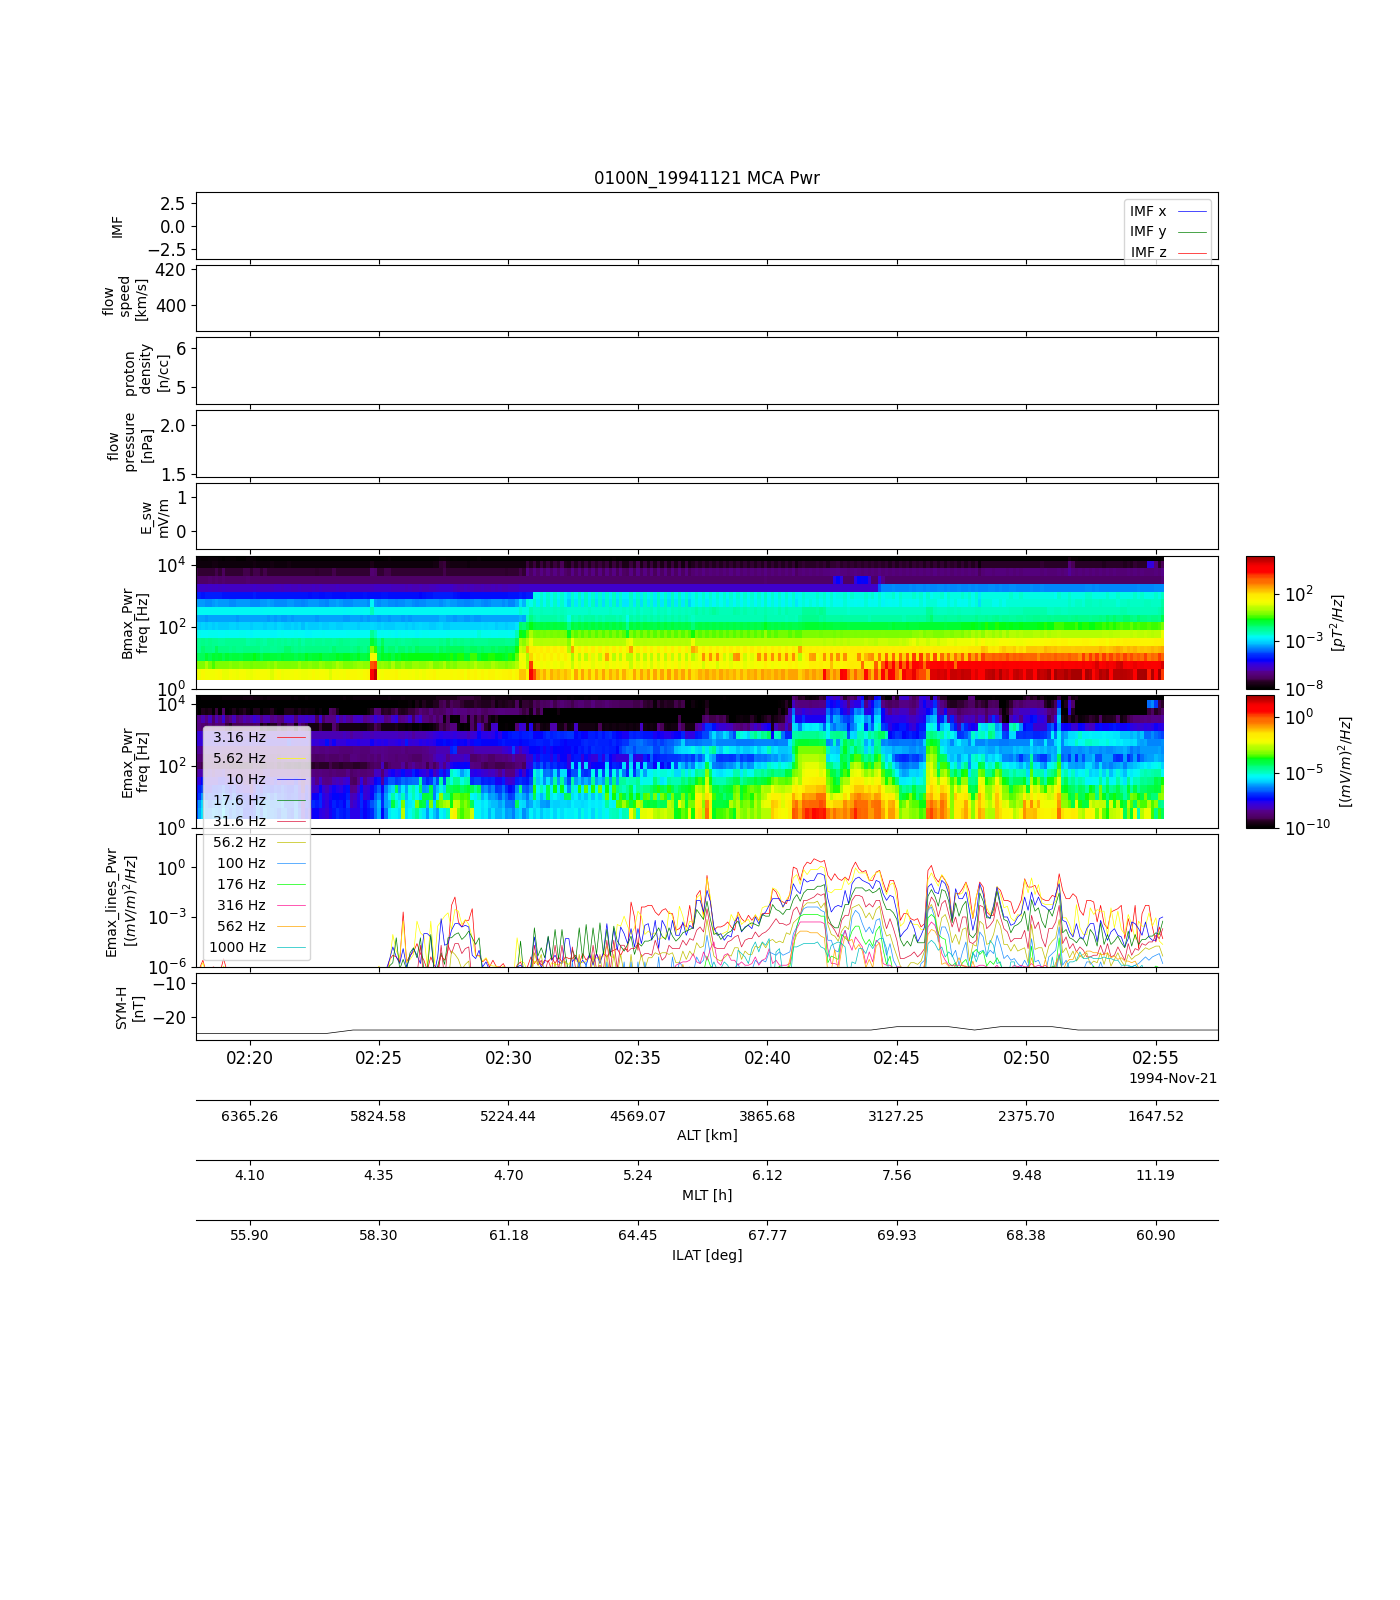 0100N_19941121 MCA Pwr
IMF
2.5
0.0
−2.5
IMF x
IMF y
IMF z
flow
speed
[km/s]
420
400
proton
density
[n/cc]
6
5
flow
pressure
[nPa]
2.0
1.5
E_sw
mV/m
1
0
Bmax_Pwr
freq [Hz]
10^4
10^2
10^0
10^2
10^-3
10^-8
[pT^2/Hz]
Emax_Pwr
freq [Hz]
10^4
10^2
10^0
10^0
10^-5
10^-10
[(mV/m)^2/Hz]
3.16 Hz
5.62 Hz
10 Hz
17.6 Hz
31.6 Hz
56.2 Hz
100 Hz
176 Hz
316 Hz
562 Hz
1000 Hz
Emax_lines_Pwr
[(mV/m)^2/Hz]
10^0
10^-3
10^-6
SYM-H
[nT]
−10
−20
02:20 02:25 02:30 02:35 02:40 02:45 02:50 02:55
1994-Nov-21
6365.26 5824.58 5224.44 4569.07 3865.68 3127.25 2375.70 1647.52
ALT [km]
4.10 4.35 4.70 5.24 6.12 7.56 9.48 11.19
MLT [h]
55.90 58.30 61.18 64.45 67.77 69.93 68.38 60.90
ILAT [deg]